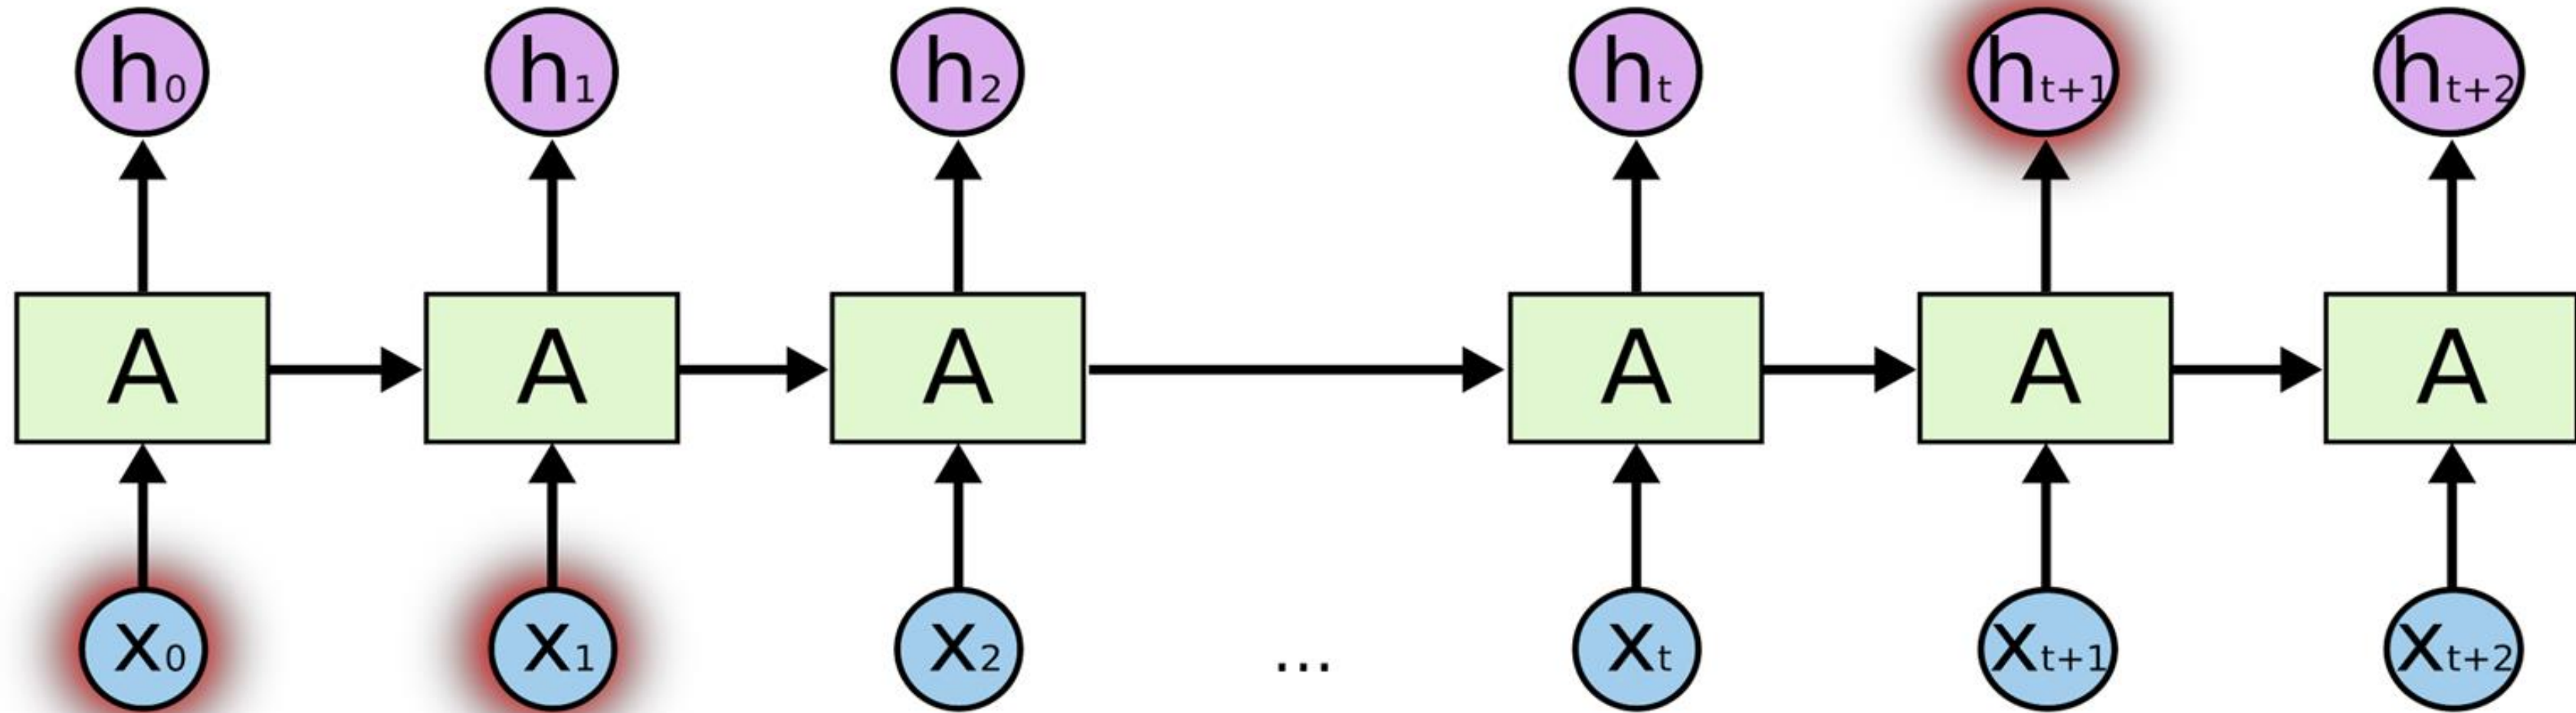 h0 h1 h2 ht ht+1 ht+2
A A A A A A
x0 x1 x2 ... xt xt+1 xt+2